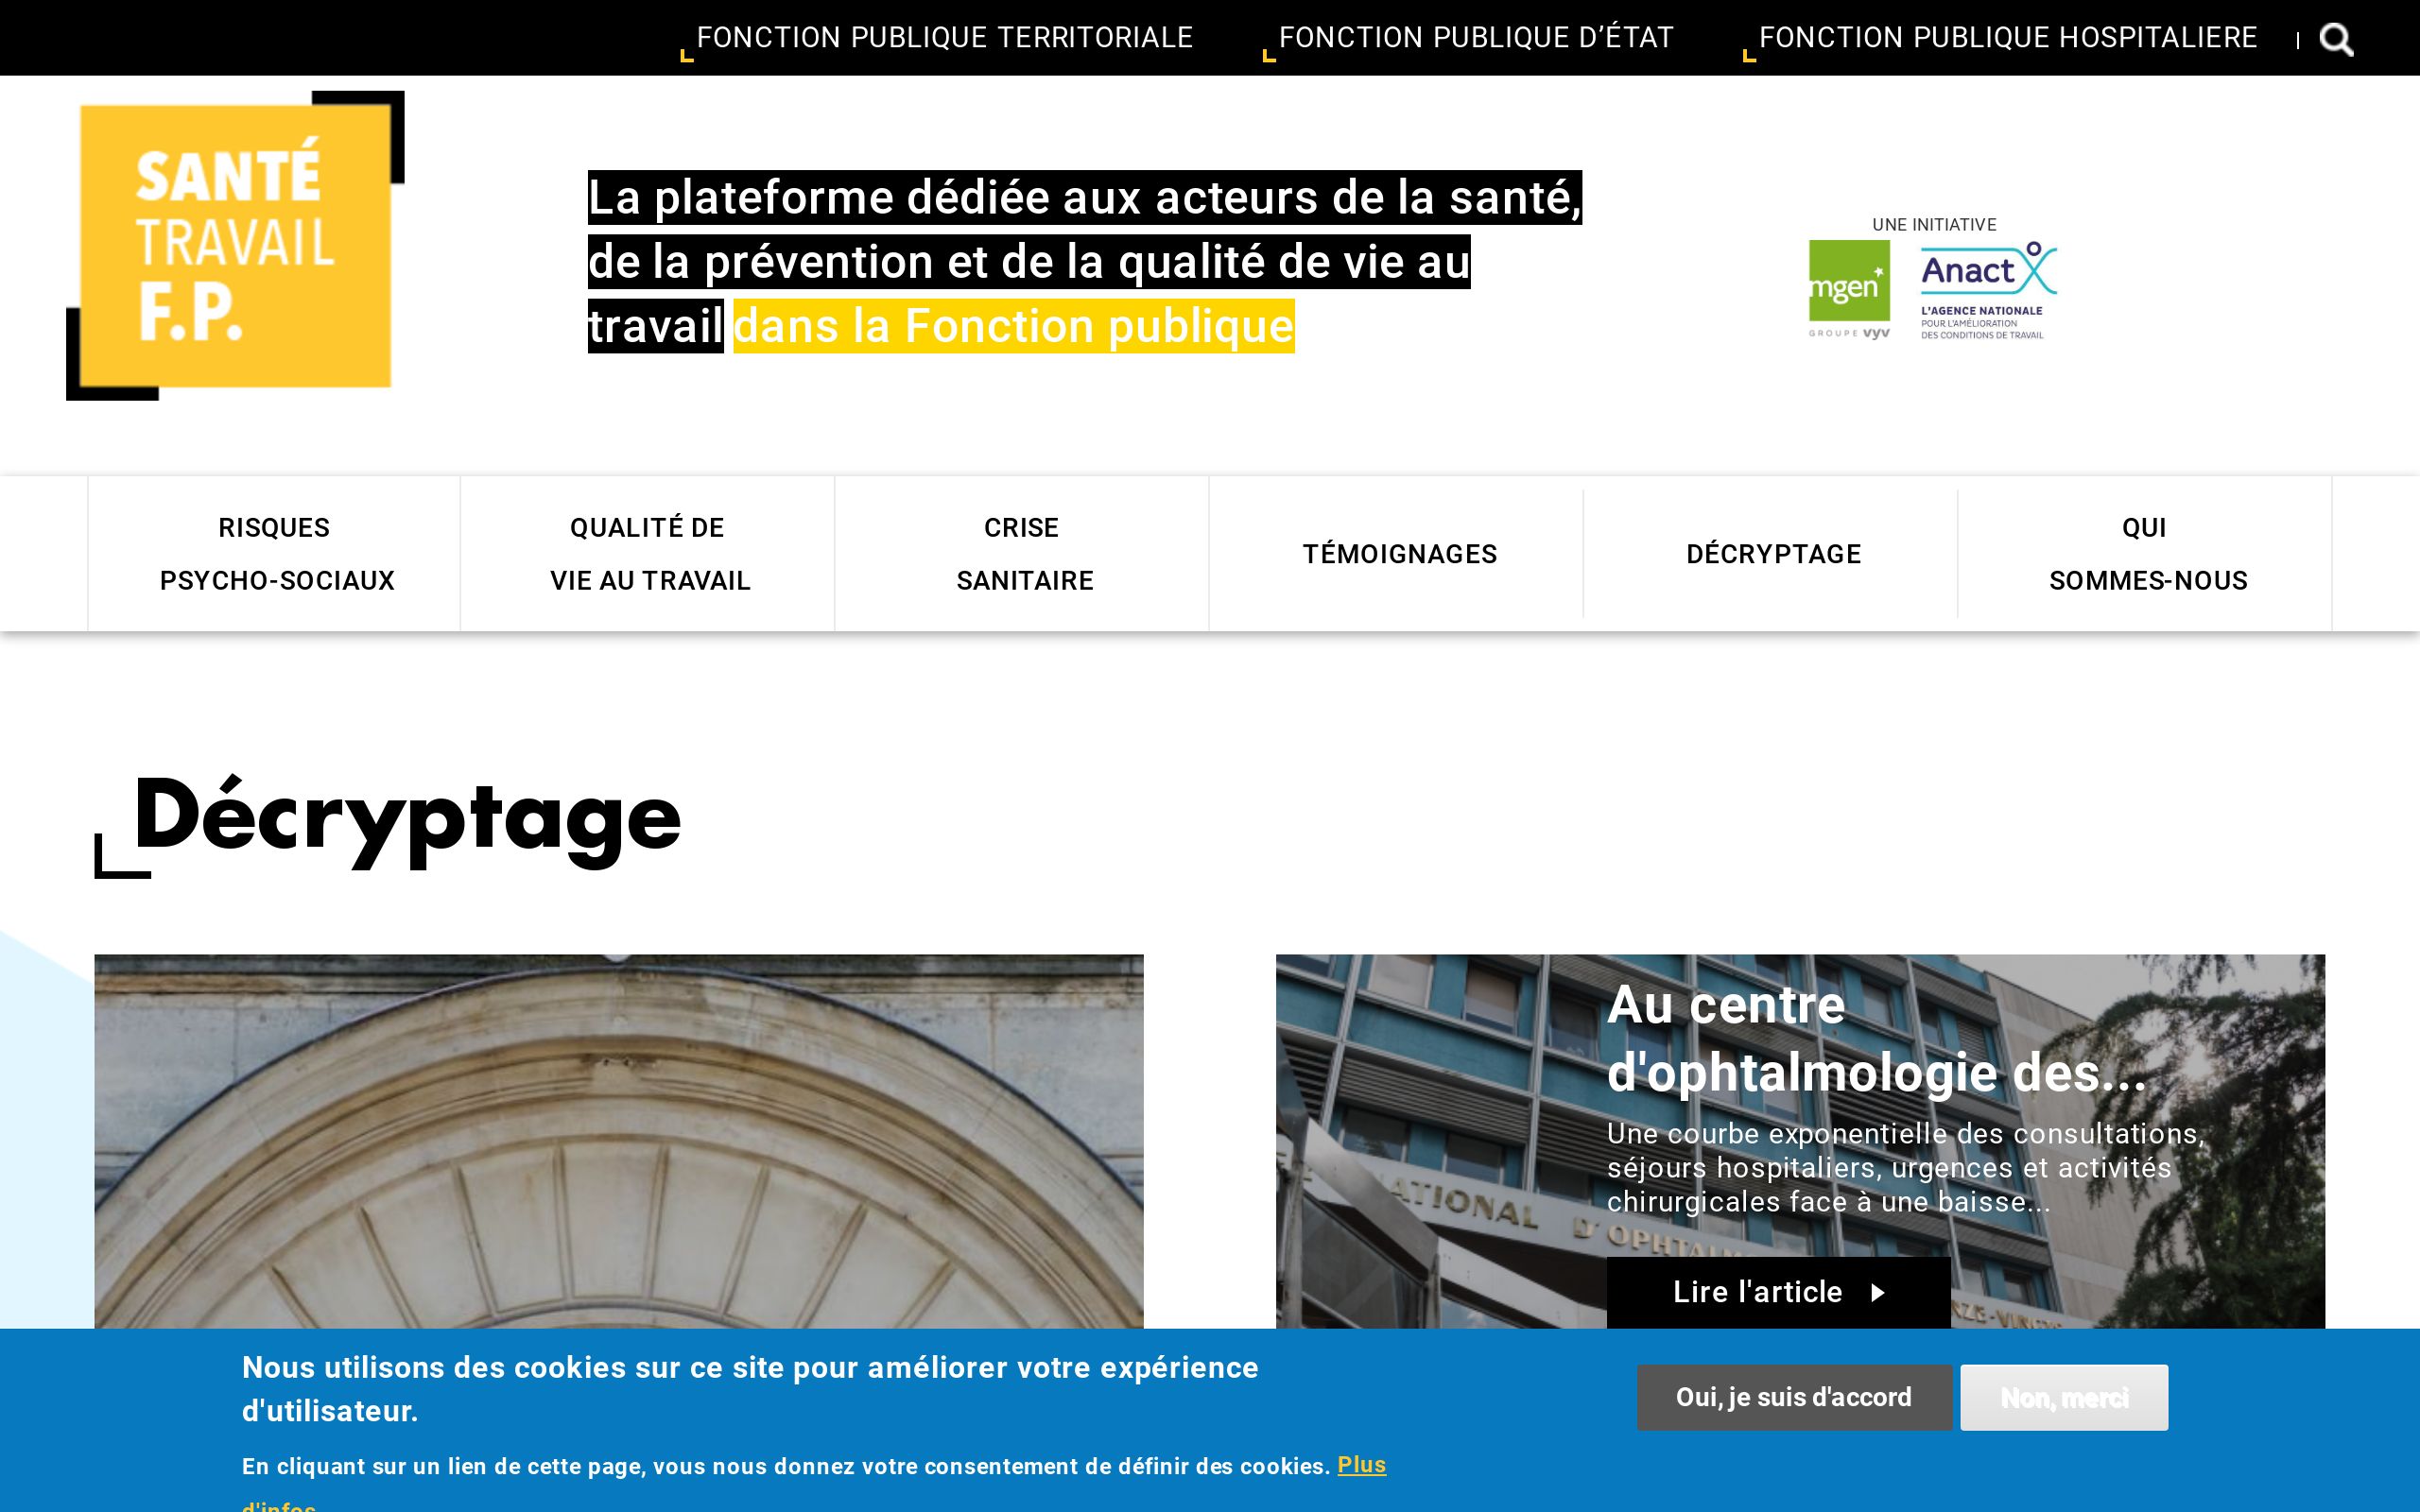 FONCTION PUBLIQUE TERRITORIALE
FONCTION PUBLIQUE D’ÉTAT
FONCTION PUBLIQUE HOSPITALIERE
SANTÉ
TRAVAIL
F.P.
La plateforme dédiée aux acteurs de la santé,
de la prévention et de la qualité de vie au
travail dans la Fonction publique
UNE INITIATIVE
mgen
GROUPE vyv
Anact
L'AGENCE NATIONALE
POUR L'AMÉLIORATION
DES CONDITIONS DE TRAVAIL
RISQUES
PSYCHO-SOCIAUX
QUALITÉ DE
VIE AU TRAVAIL
CRISE
SANITAIRE
TÉMOIGNAGES
DÉCRYPTAGE
QUI
SOMMES-NOUS
Décryptage
Au centre
d'ophtalmologie des...
Une courbe exponentielle des consultations,
séjours hospitaliers, urgences et activités
chirurgicales face à une baisse...
NATIONAL D'OPHTALM
Lire l'article
NZE-VINGTS
Nous utilisons des cookies sur ce site pour améliorer votre expérience
d'utilisateur.
En cliquant sur un lien de cette page, vous nous donnez votre consentement de définir des cookies. Plus
d'infos
Oui, je suis d'accord
Non, merci